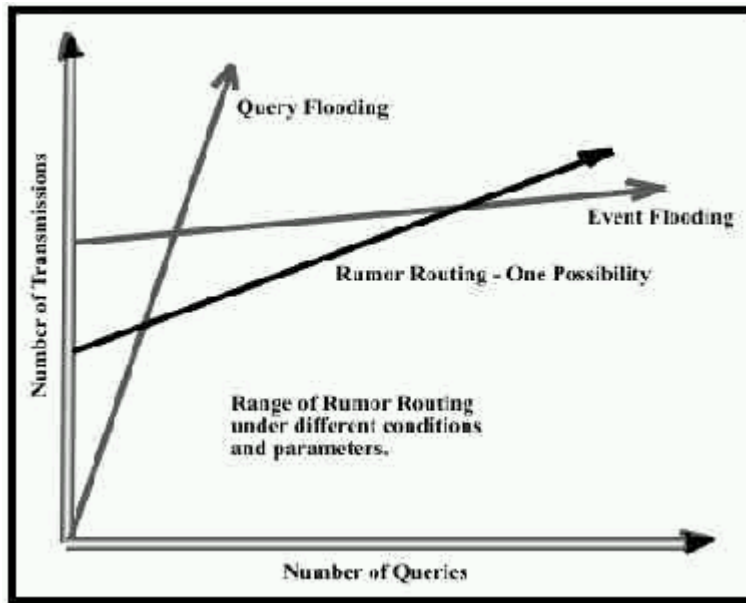 Query Flooding
Event Flooding
Rumor Routing - One Possibility
Number of Transmissions
Range of Rumor Routing
under different conditions
and parameters.
Number of Queries